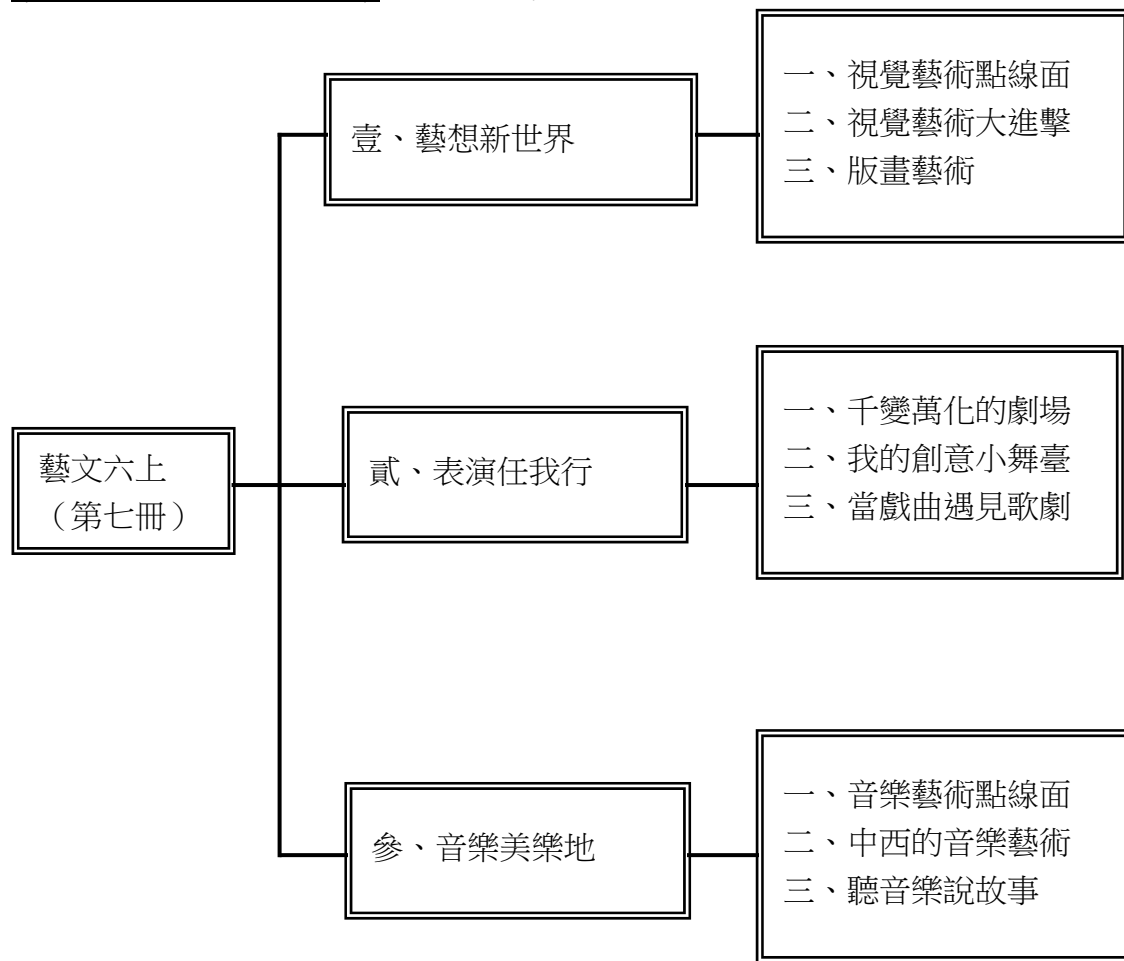 藝文六上
（第七冊）
壹、藝想新世界
一、視覺藝術點線面
二、視覺藝術大進擊
三、版畫藝術
貳、表演任我行
一、千變萬化的劇場
二、我的創意小舞臺
三、當戲曲遇見歌劇
參、音樂美樂地
一、音樂藝術點線面
二、中西的音樂藝術
三、聽音樂說故事